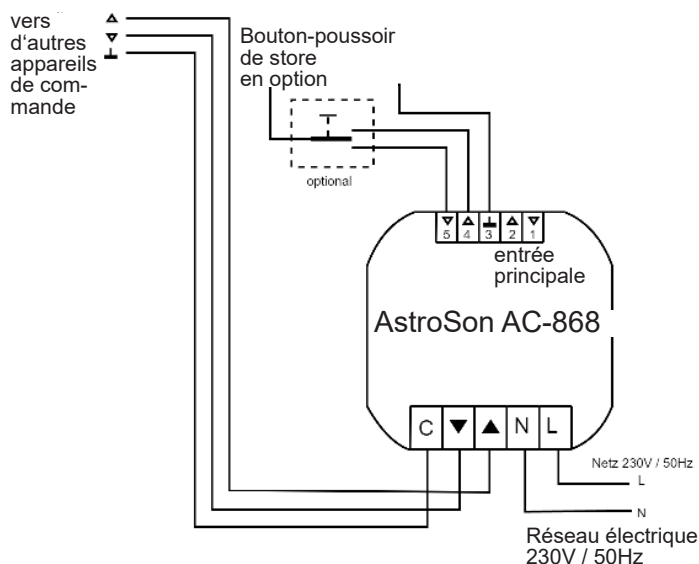 vers
d'autres
appareils
de com-
mande
Bouton-poussoir
de store
en option
optional
5 4 3 2 1
entrée
principale
AstroSon AC-868
C N L
Netz 230V / 50Hz
L
N
Réseau électrique
230V / 50Hz